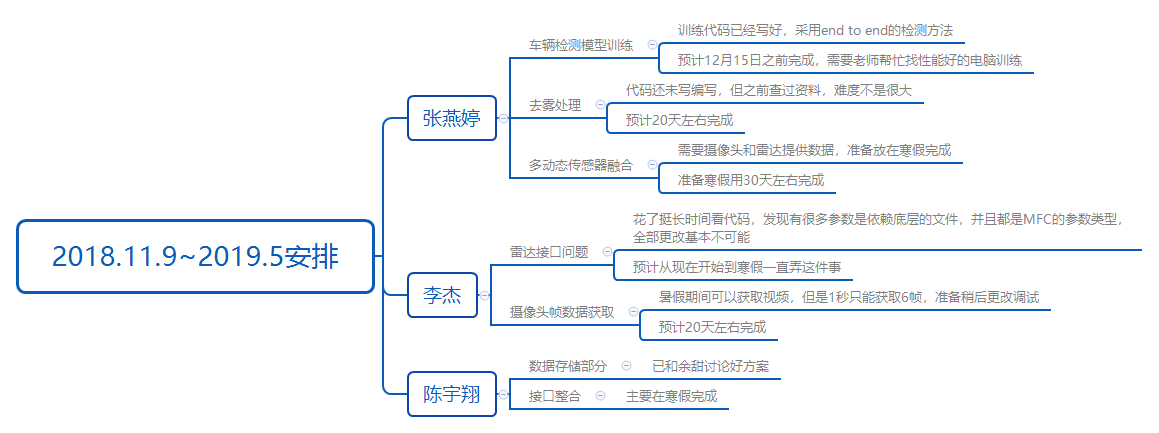 2018.11.9~2019.5安排
张燕婷
车辆检测模型训练
训练代码已经写好，采用end to end的检测方法
预计12月15日之前完成，需要老师帮忙找性能好的电脑训练
去雾处理
代码还未写编写，但之前查过资料，难度不是很大
预计20天左右完成
多动态传感器融合
需要摄像头和雷达提供数据，准备放在寒假完成
准备寒假用30天左右完成
李杰
雷达接口问题
花了挺长时间看代码，发现有很多参数是依赖底层的文件，并且都是MFC的参数类型，
全部更改基本不可能
预计从现在开始到寒假一直弄这件事
摄像头帧数据获取
暑假期间可以获取视频，但是1秒只能获取6帧，准备稍后更改调试
预计20天左右完成
陈宇翔
数据存储部分
已和余甜讨论好方案
接口整合
主要在寒假完成